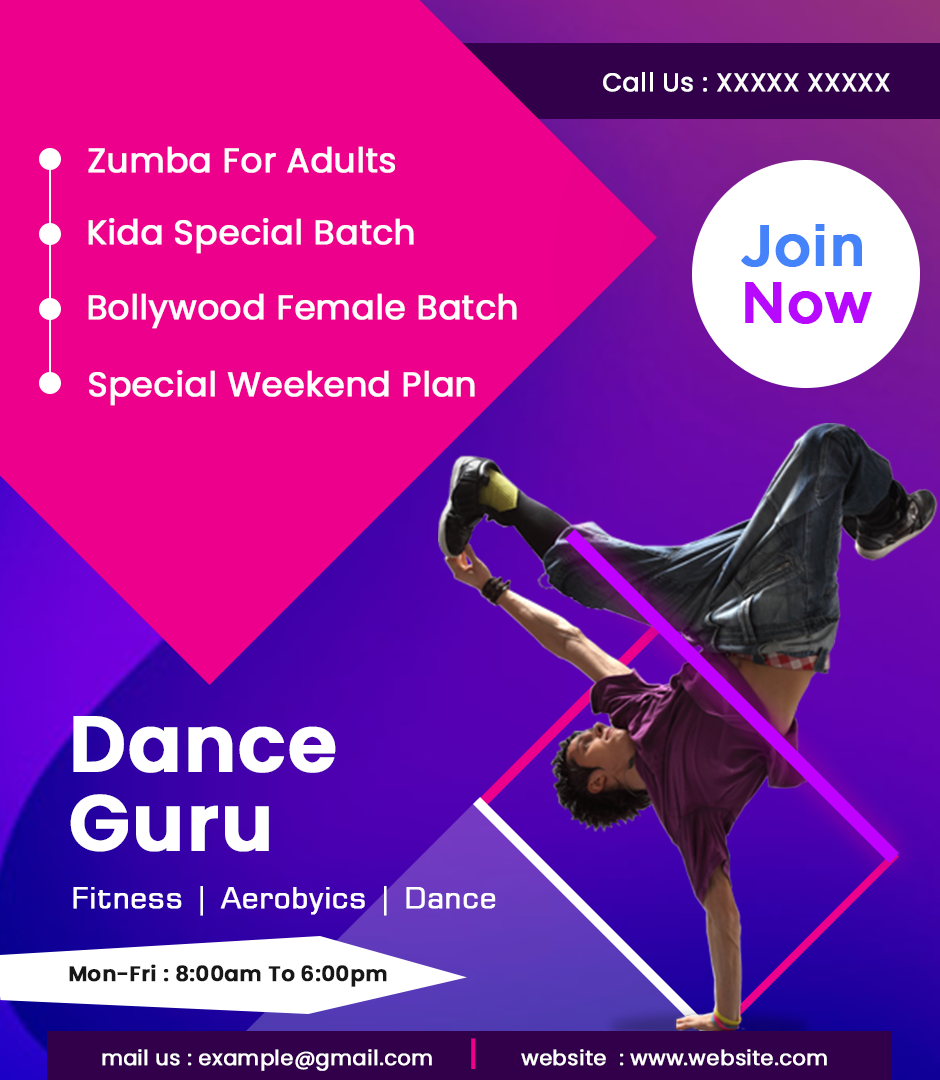 Call Us : XXXXX XXXXX
Zumba For Adults
Kida Special Batch
Bollywood Female Batch
Special Weekend Plan
Join
Now
Dance
Guru
Fitness | Aerobyics | Dance
Mon-Fri : 8:00am To 6:00pm
mail us : example@gmail.com | website : www.website.com